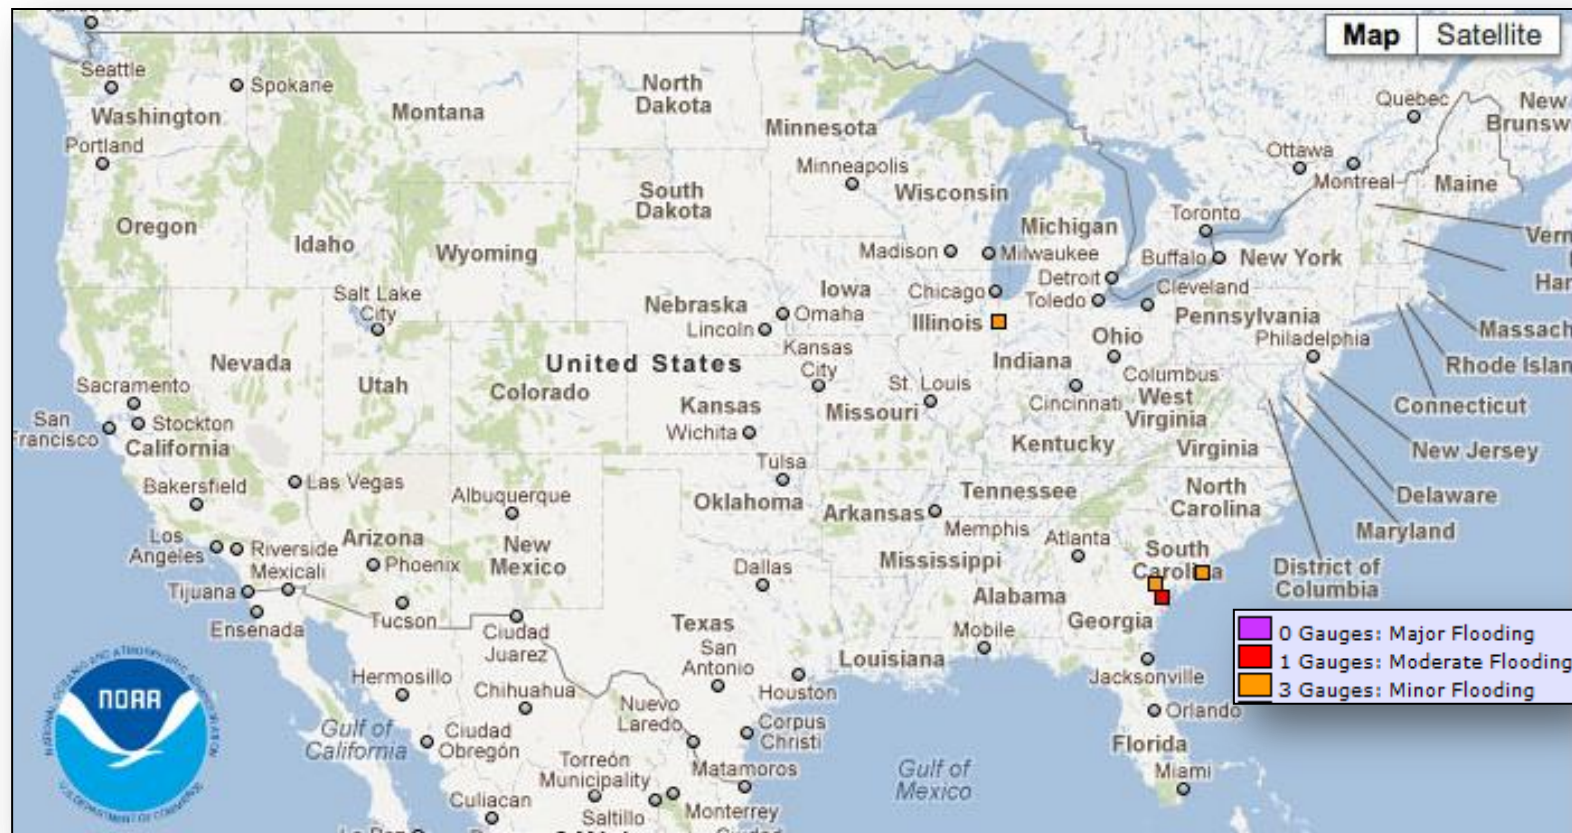 Map
Satellite
Seattle
Spokane
Washington
Montana
North
Dakota
Minnesota
Quebec
New
Portland
Minneapolis
Ottawa
Montreal
Maine
Oregon
Idaho
Wyoming
South
Dakota
Wisconsin
Michigan
Toronto
Madison
Milwaukee
Buffalo
New York
Salt Lake
City
Nebraska
Iowa
Chicago
Detroit
Toledo
Cleveland
Lincoln
Omaha
Illinois
Pennsylvania
Ohio
Philadelphia
Nevada
Utah
Colorado
United States
Kansas
City
St. Louis
Indiana
Columbus
Sacramento
Stockton
San
Francisco
California
Kansas
Wichita
Missouri
Cincinnati
West
Virginia
Kentucky
Virginia
Connecticut
New Jersey
Delaware
Maryland
District of
Columbia
Bakersfield
Las Vegas
Albuquerque
Tulsa
Oklahoma
Arkansas
Tennessee
Memphis
North
Carolina
Los
Angeles
Riverside
Mexicali
Arizona
Phoenix
New
Mexico
Dallas
Mississippi
Atlanta
South
Carolina
Tijuana
Ensenada
Tucson
Ciudad
Juarez
Texas
Alabama
Georgia
San
Antonio
Houston
Louisiana
Mobile
Jacksonville
0 Gauges: Major Flooding
1 Gauges: Moderate Flooding
3 Gauges: Minor Flooding
Hermosillo
Chihuahua
Nuevo
Laredo
Corpus
Christi
Orlando
Gulf of
California
Ciudad
Obregón
Torreón
Municipality
Matamoros
Gulf of
Mexico
Florida
Miami
Culiacan
Saltillo
Monterrey
NOAA